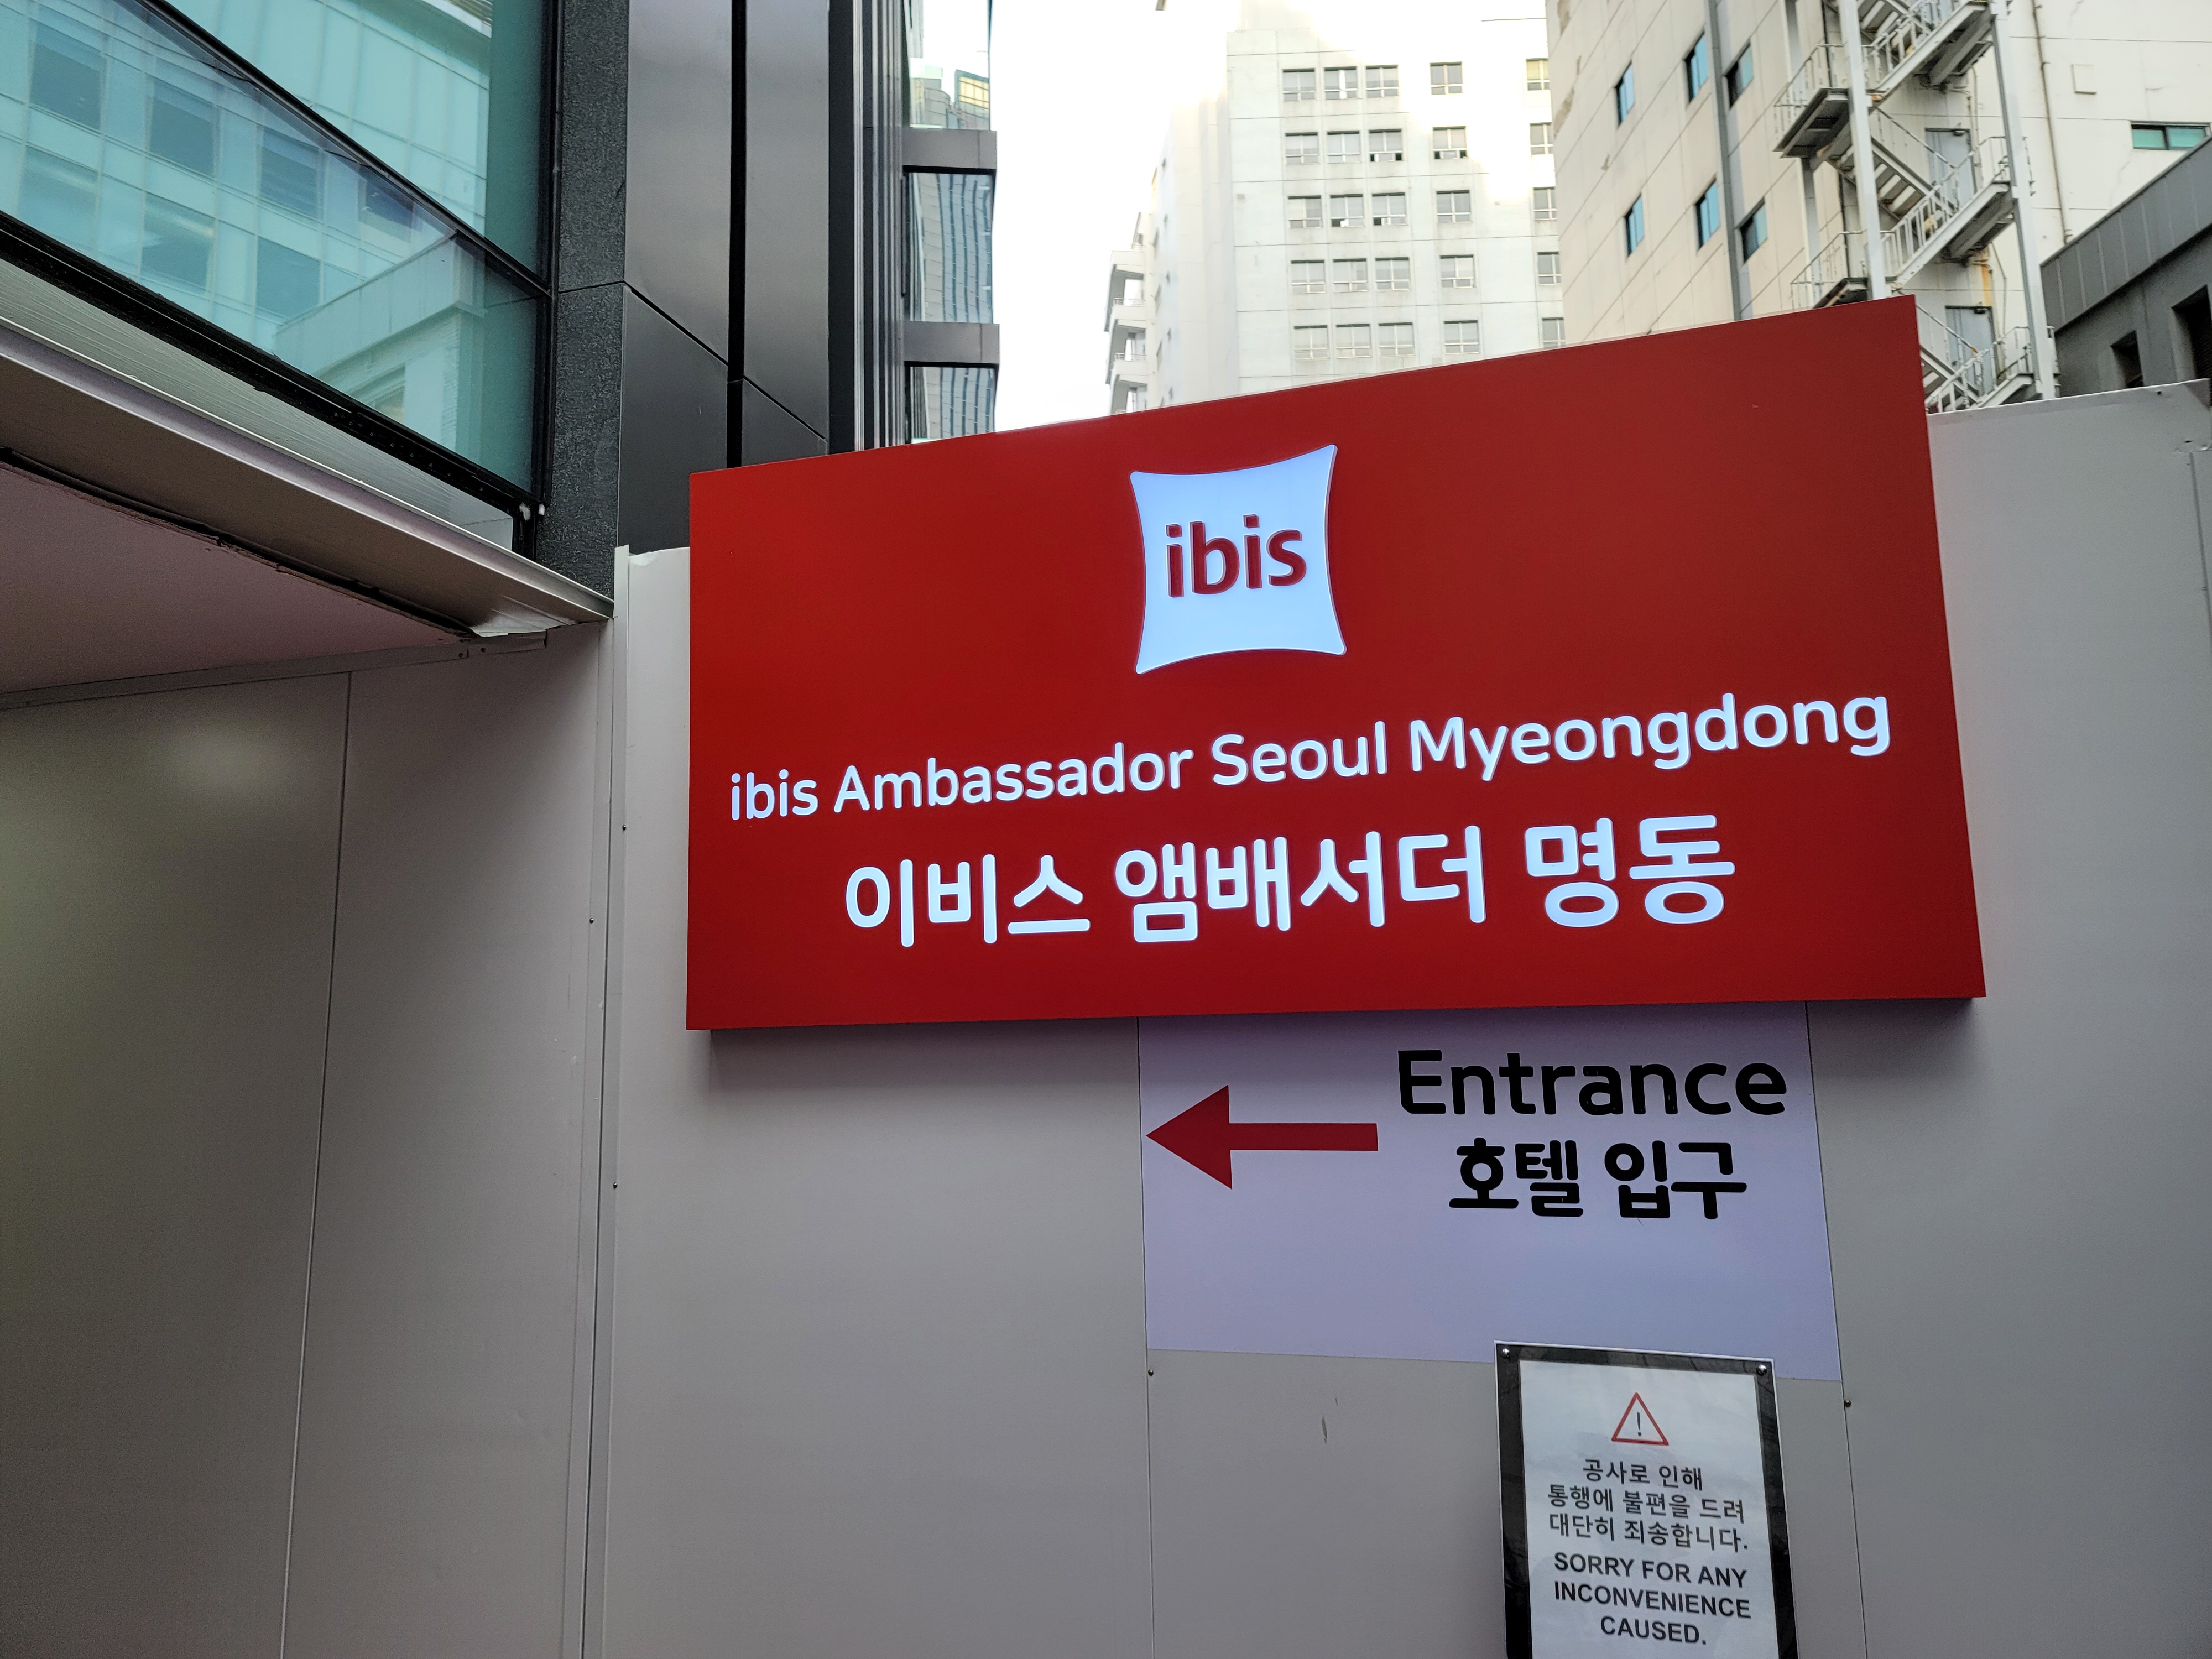 ibis
ibis Ambassador Seoul Myeongdong
이비스 앰배서더 명동
Entrance
호텔 입구
공사로 인해
통행에 불편을 드려
대단히 죄송합니다.
SORRY FOR ANY
INCONVENIENCE
CAUSED.